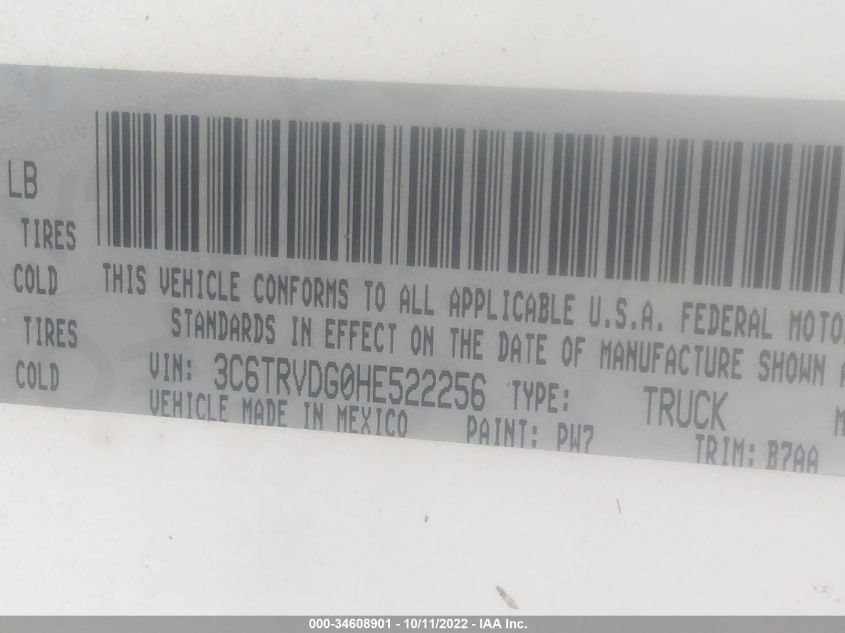 LB
TIRES
COLD
TIRES
COLD
THIS VEHICLE CONFORMS TO ALL APPLICABLE U.S.A. FEDERAL
STANDARDS IN EFFECT ON THE DATE OF MANUFACTURE SHOWN
VIN: 3C6TRVDG0HE522256 TYPE: TRUCK
VEHICLE MADE IN MEXICO PAINT: PW7 TRIM: B7AA
000-34608901 - 10/11/2022 - IAA Inc.